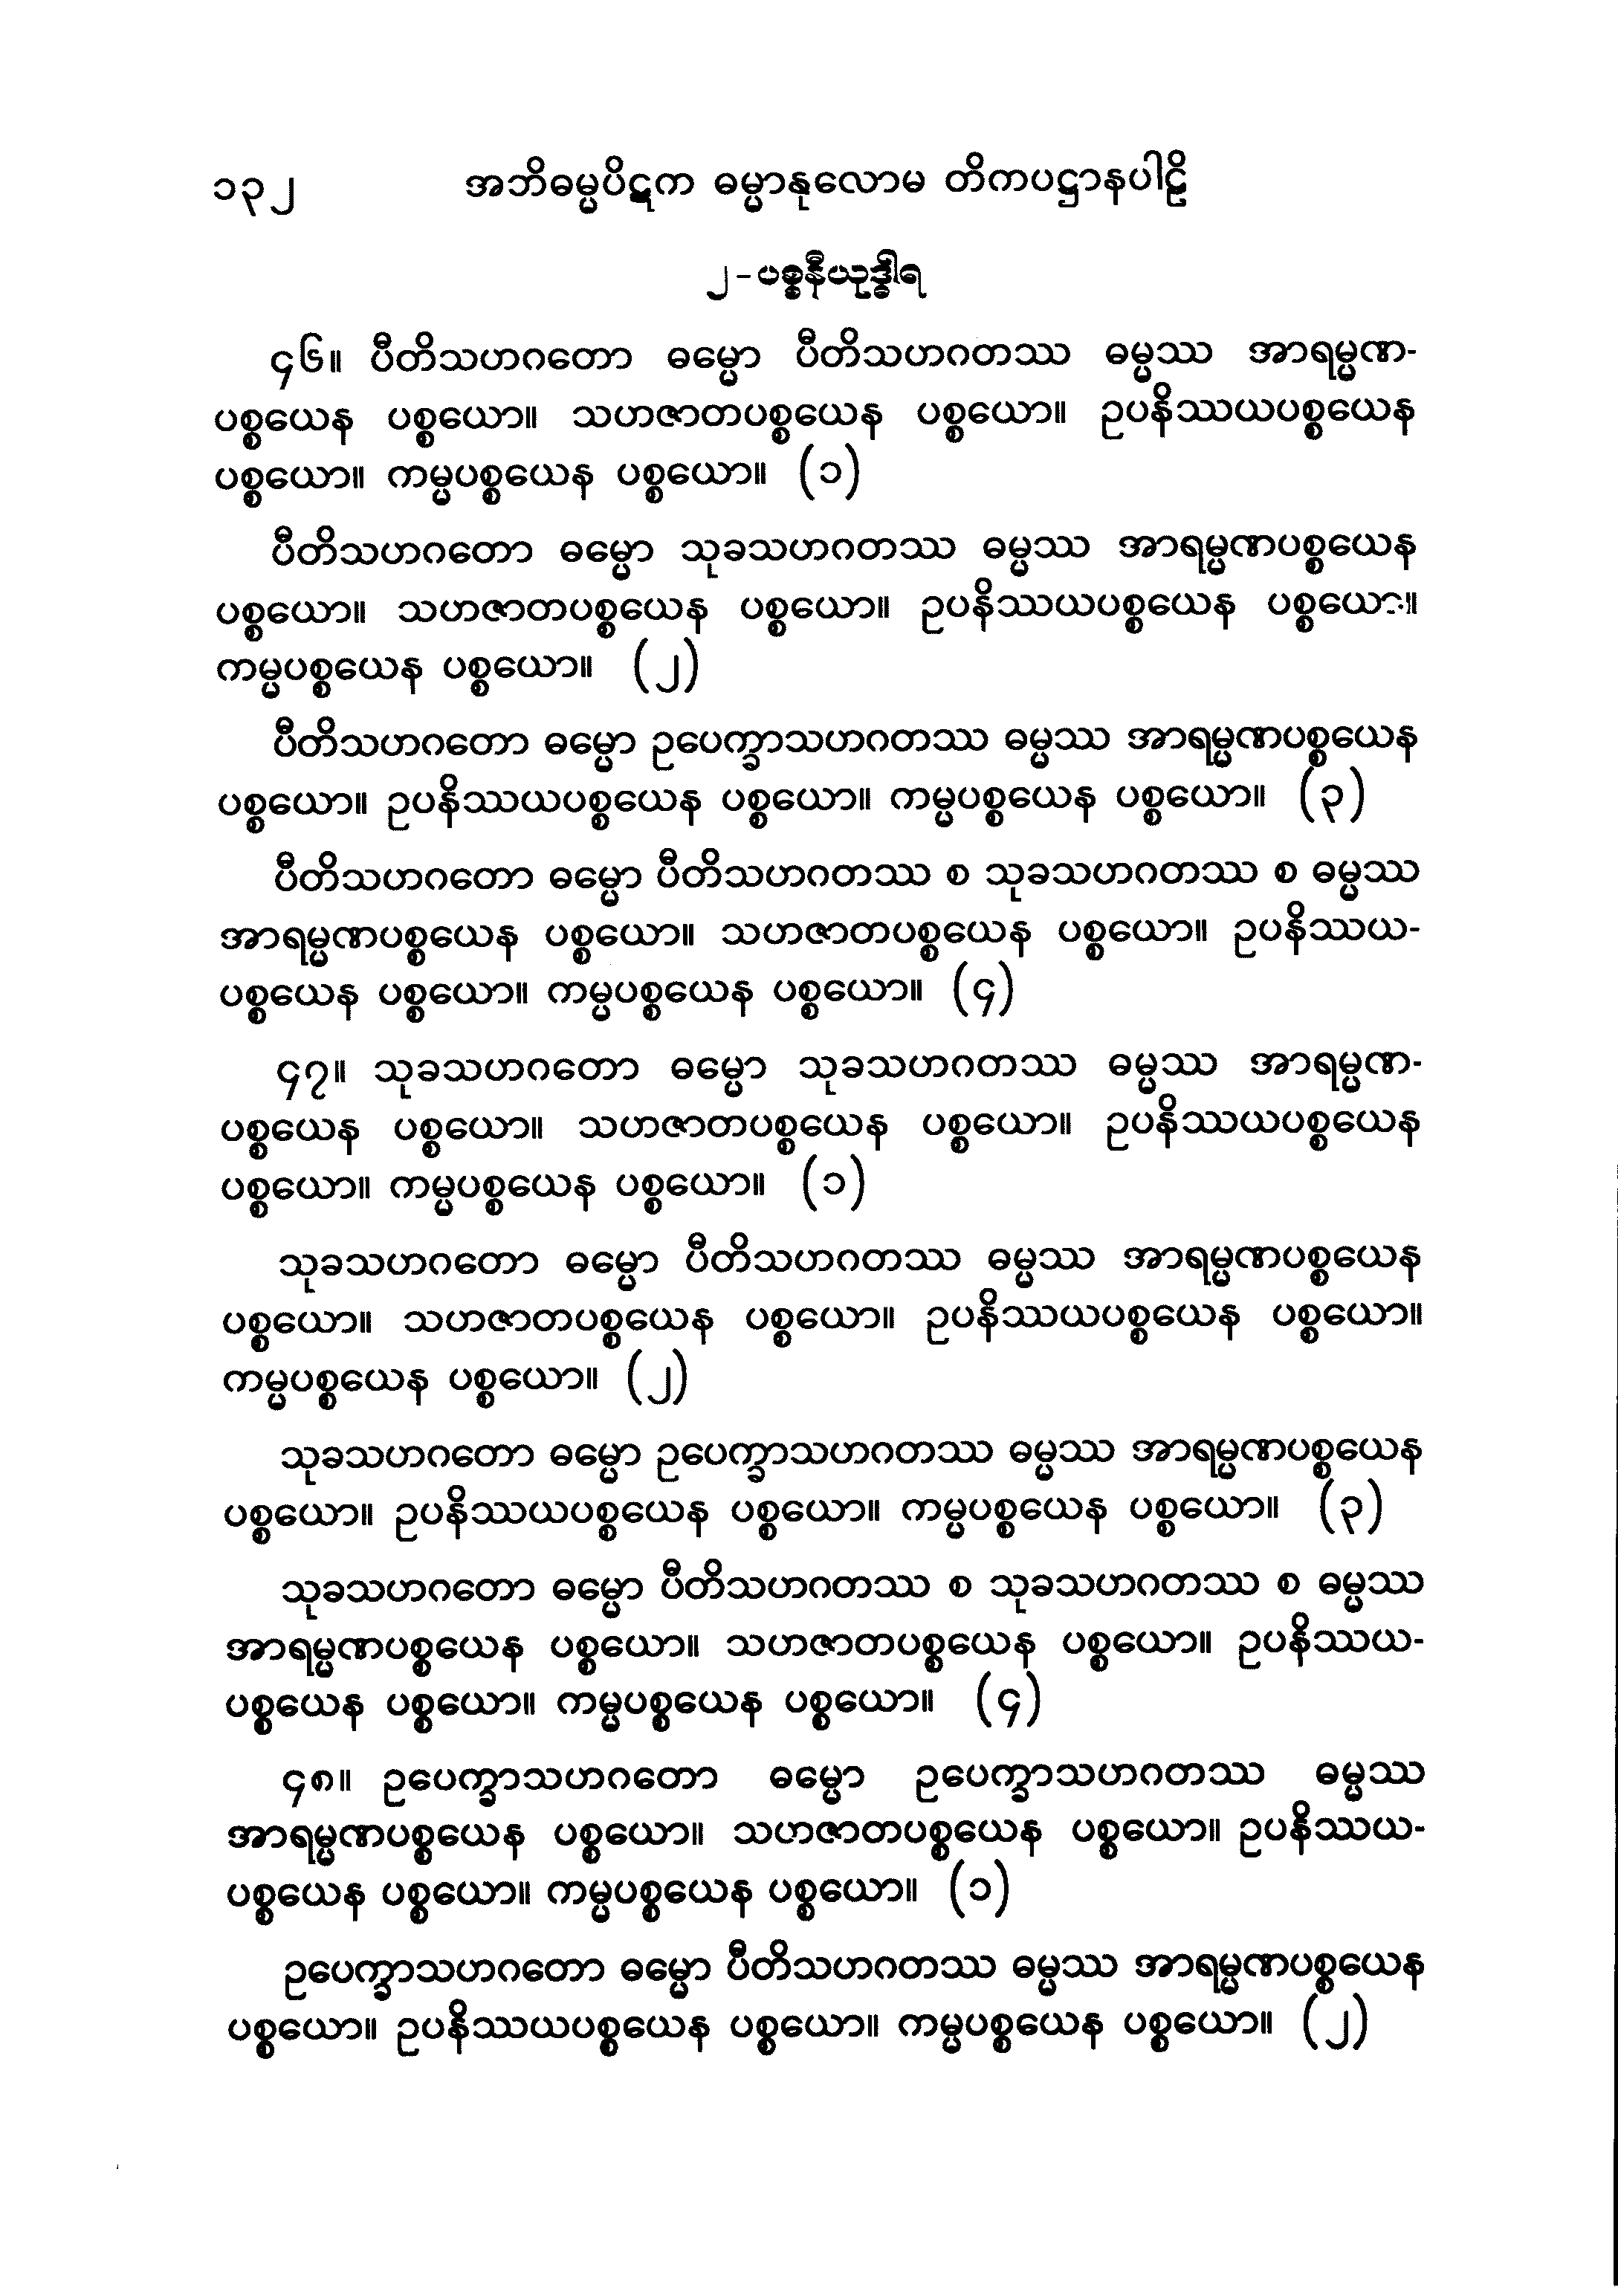 ၁၃၂ အဘိဓမ္မပိဋက ဓမ္မာနုလောမ တိကပဋ္ဌာနပါဠိ
၂-ပစ္စနီယုဒ္ဓါရ
၄၆။ ပီတိသဟဂတော ဓမ္မော ပီတိသဟဂတဿ ဓမ္မဿ အာရမ္မဏ-
ပစ္စယေန ပစ္စယော။ သဟဇာတပစ္စယေန ပစ္စယော။ ဥပနိဿယပစ္စယေန
ပစ္စယော။ ကမ္မပစ္စယေန ပစ္စယော။ (၁)
ပီတိသဟဂတော ဓမ္မော သုခသဟဂတဿ ဓမ္မဿ အာရမ္မဏပစ္စယေန
ပစ္စယော။ သဟဇာတပစ္စယေန ပစ္စယော။ ဥပနိဿယပစ္စယေန ပစ္စယော။
ကမ္မပစ္စယေန ပစ္စယော။ (၂)
ပီတိသဟဂတော ဓမ္မော ဥပေက္ခာသဟဂတဿ ဓမ္မဿ အာရမ္မဏပစ္စယေန
ပစ္စယော။ ဥပနိဿယပစ္စယေန ပစ္စယော။ ကမ္မပစ္စယေန ပစ္စယော။ (၃)
ပီတိသဟဂတော ဓမ္မော ပီတိသဟဂတဿ စ သုခသဟဂတဿ စ ဓမ္မဿ
အာရမ္မဏပစ္စယေန ပစ္စယော။ သဟဇာတပစ္စယေန ပစ္စယော။ ဥပနိဿယ-
ပစ္စယေန ပစ္စယော။ ကမ္မပစ္စယေန ပစ္စယော။ (၄)
၄၇။ သုခသဟဂတော ဓမ္မော သုခသဟဂတဿ ဓမ္မဿ အာရမ္မဏ-
ပစ္စယေန ပစ္စယော။ သဟဇာတပစ္စယေန ပစ္စယော။ ဥပနိဿယပစ္စယေန
ပစ္စယော။ ကမ္မပစ္စယေန ပစ္စယော။ (၁)
သုခသဟဂတော ဓမ္မော ပီတိသဟဂတဿ ဓမ္မဿ အာရမ္မဏပစ္စယေန
ပစ္စယော။ သဟဇာတပစ္စယေန ပစ္စယော။ ဥပနိဿယပစ္စယေန ပစ္စယော။
ကမ္မပစ္စယေန ပစ္စယော။ (၂)
သုခသဟဂတော ဓမ္မော ဥပေက္ခာသဟဂတဿ ဓမ္မဿ အာရမ္မဏပစ္စယေန
ပစ္စယော။ ဥပနိဿယပစ္စယေန ပစ္စယော။ ကမ္မပစ္စယေန ပစ္စယော။ (၃)
သုခသဟဂတော ဓမ္မော ပီတိသဟဂတဿ စ သုခသဟဂတဿ စ ဓမ္မဿ
အာရမ္မဏပစ္စယေန ပစ္စယော။ သဟဇာတပစ္စယေန ပစ္စယော။ ဥပနိဿယ-
ပစ္စယေန ပစ္စယော။ ကမ္မပစ္စယေန ပစ္စယော။ (၄)
၄၈။ ဥပေက္ခာသဟဂတော ဓမ္မော ဥပေက္ခာသဟဂတဿ ဓမ္မဿ
အာရမ္မဏပစ္စယေန ပစ္စယော။ သဟဇာတပစ္စယေန ပစ္စယော။ ဥပနိဿယ-
ပစ္စယေန ပစ္စယော။ ကမ္မပစ္စယေန ပစ္စယော။ (၁)
ဥပေက္ခာသဟဂတော ဓမ္မော ပီတိသဟဂတဿ ဓမ္မဿ အာရမ္မဏပစ္စယေန
ပစ္စယော။ ဥပနိဿယပစ္စယေန ပစ္စယော။ ကမ္မပစ္စယေန ပစ္စယော။ (၂)